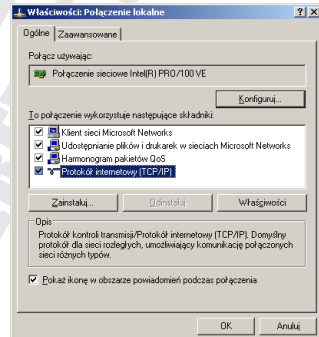 Właściwości: Połączenie lokalne
Ogólne Zaawansowane
Połącz używając:
Połączenie sieciowe Intel(R) PRO/100 VE
Konfiguruj...
To połączenie wykorzystuje następujące składniki:
Klient sieci Microsoft Networks
Udostępnianie plików i drukarek w sieciach Microsoft Networks
Harmonogram pakietów QoS
Protokół internetowy (TCP/IP)
Zainstaluj... Odinstaluj Właściwości
Opis
Protokół kontroli transmisji/Protokół internetowy (TCP/IP). Domyślny
protokół dla sieci rozległych, umożliwiający komunikację połączonych
sieci różnych typów.
Pokaż ikonę w obszarze powiadomień podczas połączenia
OK Anuluj